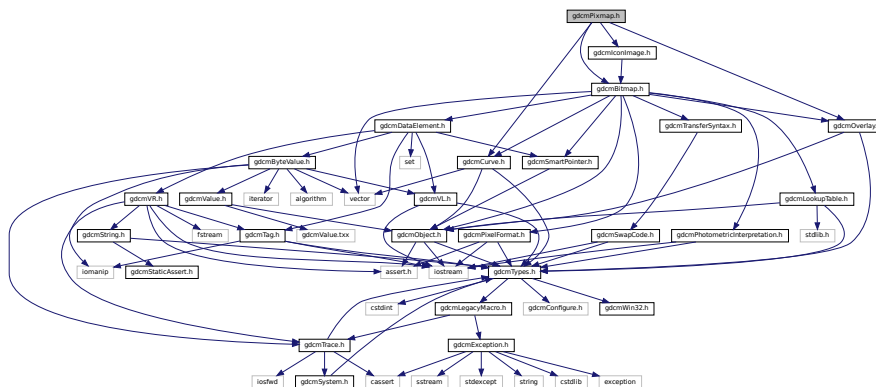 gdcmPixmap.h
gdcmIconImage.h
gdcmBitmap.h
gdcmDataElement.h
gdcmTransferSyntax.h
gdcmOverlay.
gdcmByteValue.h
set
gdcmCurve.h
gdcmSmartPointer.h
gdcmVR.h
gdcmValue.h
iterator
algorithm
vector
gdcmVL.h
gdcmLookupTable.h
gdcmString.h
fstream
gdcmTag.h
gdcmValue.txx
gdcmObject.h
gdcmPixelFormat.h
gdcmSwapCode.h
gdcmPhotometricInterpretation.h
stdlib.h
iomanip
gdcmStaticAssert.h
assert.h
iostream
gdcmTypes.h
cstdint
gdcmLegacyMacro.h
gdcmConfigure.h
gdcmWin32.h
gdcmTrace.h
gdcmException.h
iosfwd
gdcmSystem.h
cassert
sstream
stdexcept
string
cstdlib
exception